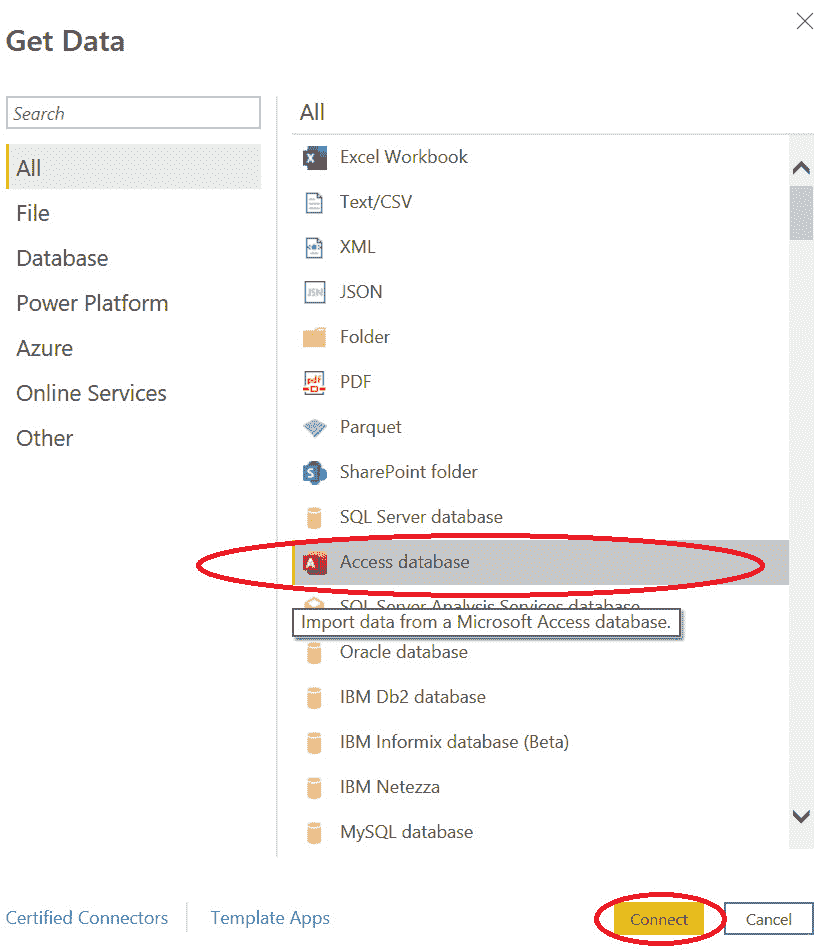 Get Data
Search
All
File
Database
Power Platform
Azure
Online Services
Other
All
Excel Workbook
Text/CSV
XML
JSON
Folder
PDF
Parquet
SharePoint folder
SQL Server database
Access database
SQL Server Analysis Services database
Import data from a Microsoft Access database.
Oracle database
IBM Db2 database
IBM Informix database (Beta)
IBM Netezza
MySQL database
Certified Connectors
Template Apps
Connect
Cancel